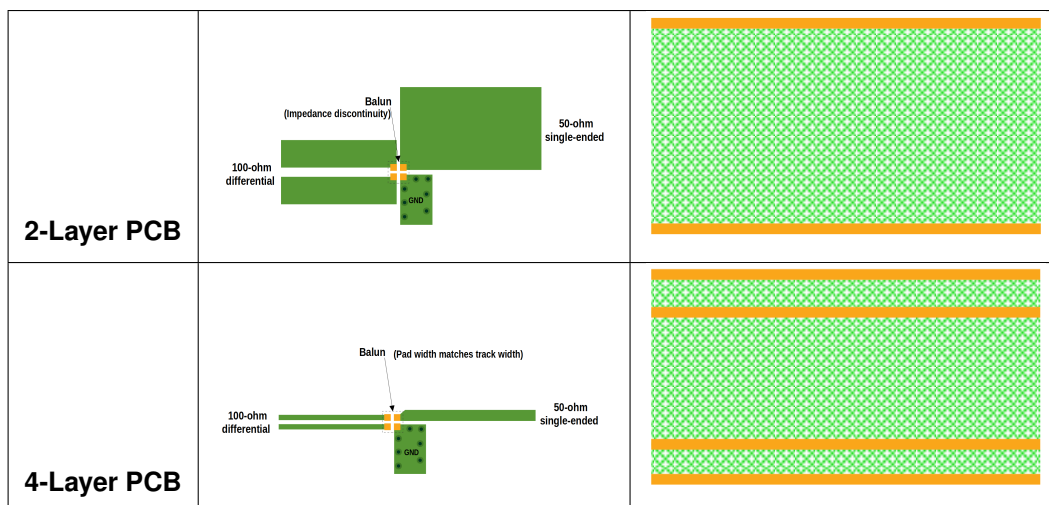 Balun
(Impedance discontinuity)
50-ohm
single-ended
100-ohm
differential
GND
2-Layer PCB
Balun (Pad width matches track width)
100-ohm
differential
50-ohm
single-ended
GND
4-Layer PCB